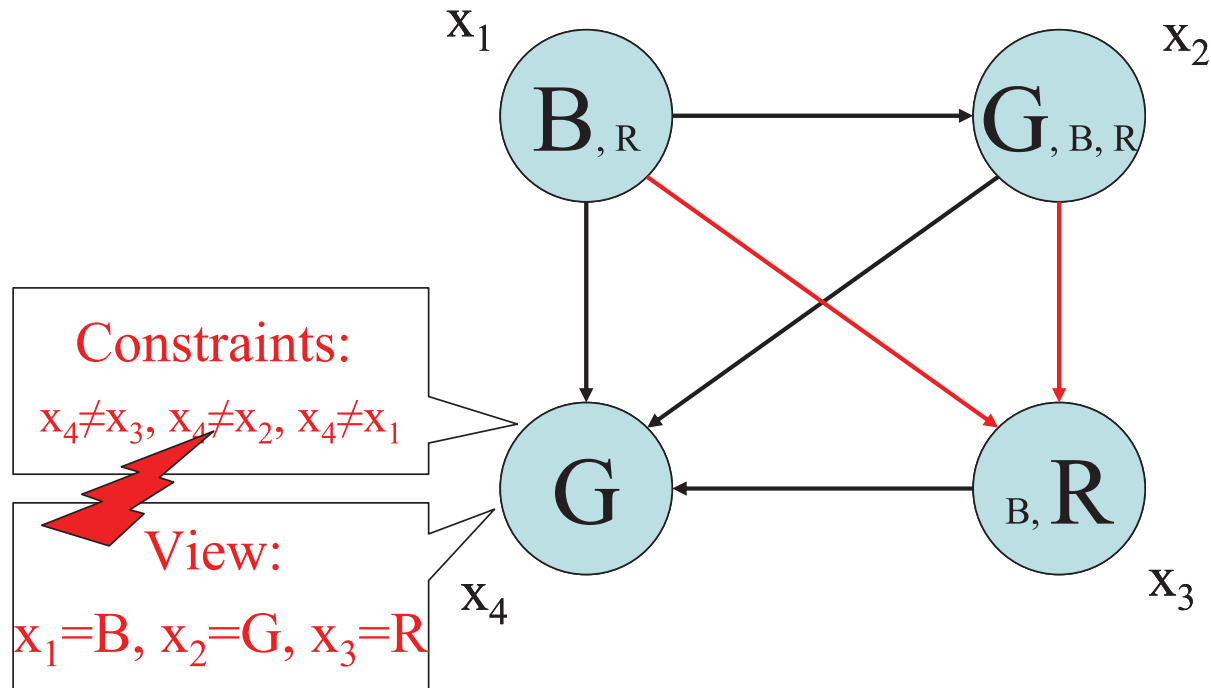 x₁
x₂
B, R
G, B, R
Constraints:
x₄≠x₃, x₄≠x₂, x₄≠x₁
G
B, R
View:
x₁=B, x₂=G, x₃=R
x₄
x₃